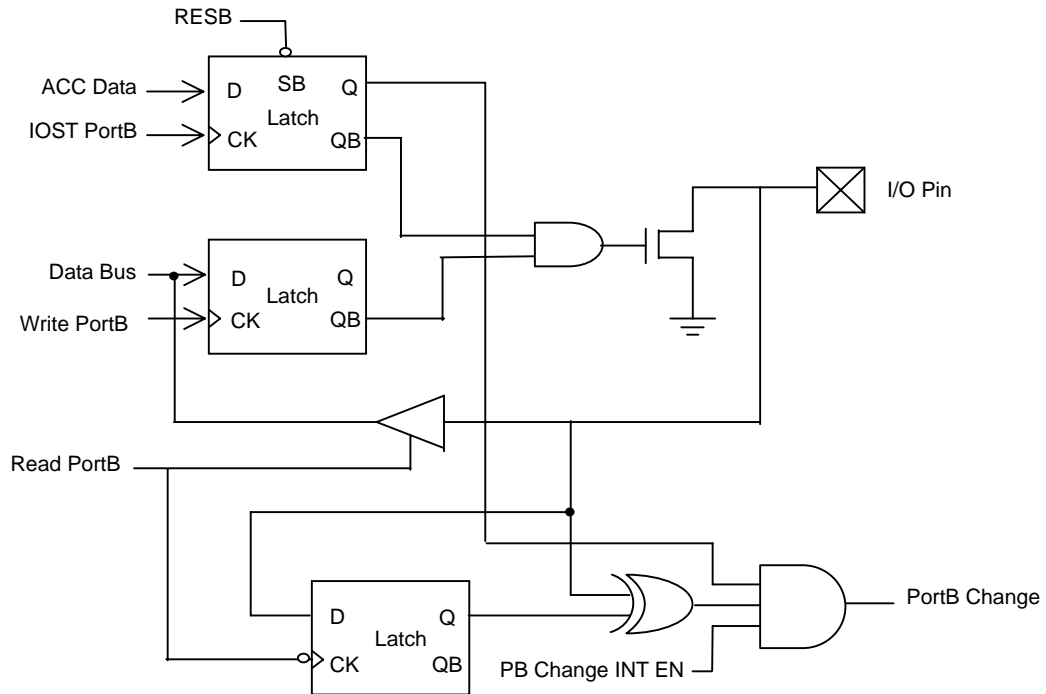 RESB
ACC Data
D
SB
Q
Latch
IOST PortB
CK
QB
I/O Pin
Data Bus
D
Q
Latch
Write PortB
CK
QB
Read PortB
D
Q
Latch
CK
QB
PortB Change
PB Change INT EN